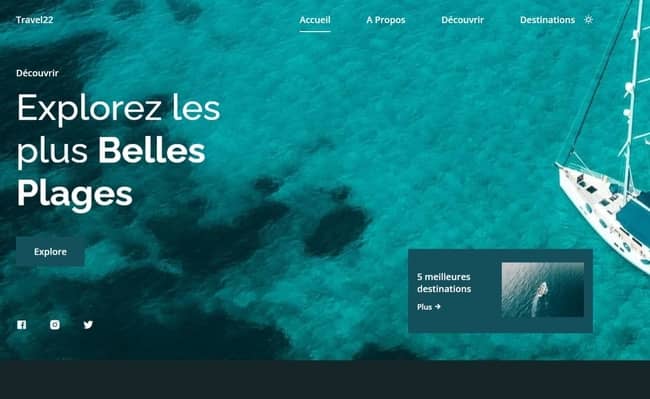 Travel22
Accueil
A Propos
Découvrir
Destinations
Découvrir
Explorez les
plus Belles
Plages
Explore
5 meilleures
destinations
Plus